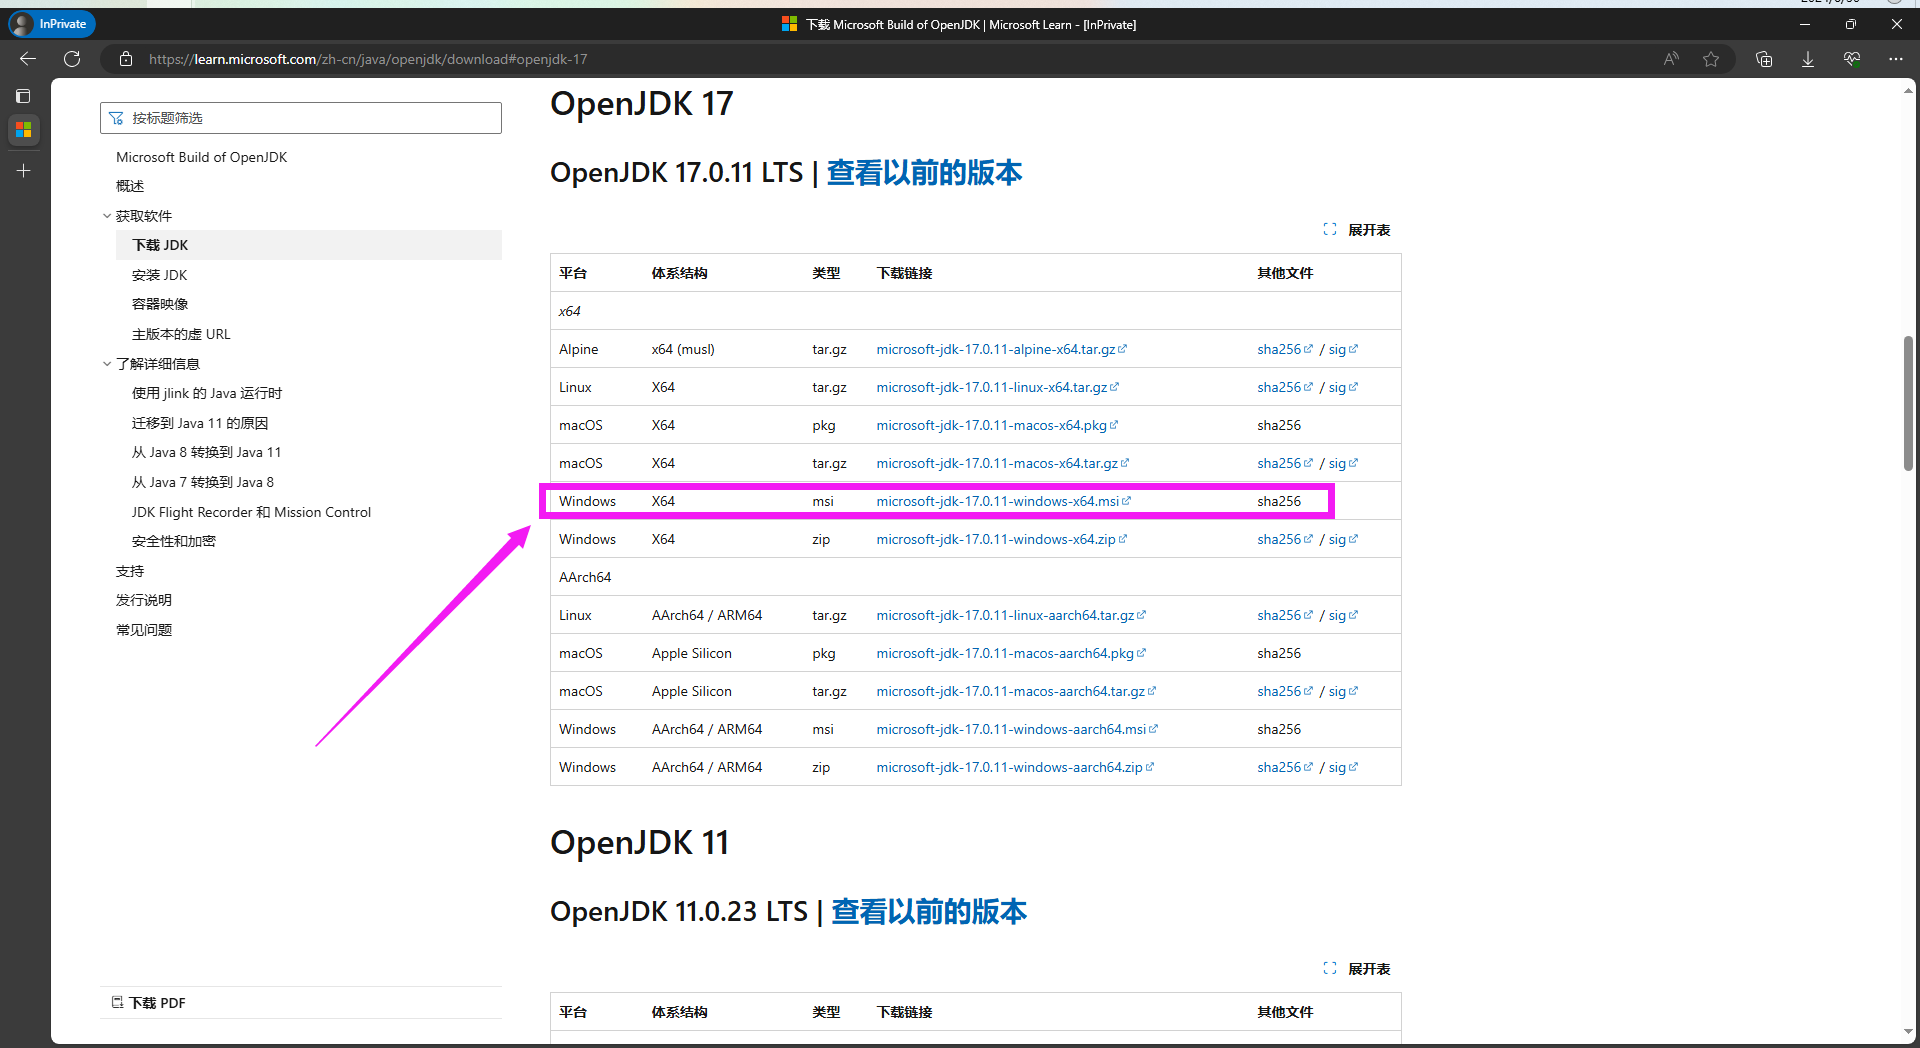 InPrivate
下载 Microsoft Build of OpenJDK | Microsoft Learn - [InPrivate]
https://learn.microsoft.com/zh-cn/java/openjdk/download#openjdk-17
按标题筛选
Microsoft Build of OpenJDK
概述
获取软件
下载 JDK
安装 JDK
容器映像
主版本的虚 URL
了解详细信息
使用 jlink 的 Java 运行时
迁移到 Java 11 的原因
从 Java 8 转换到 Java 11
从 Java 7 转换到 Java 8
JDK Flight Recorder 和 Mission Control
安全性和加密
支持
发行说明
常见问题
下载 PDF
OpenJDK 17
OpenJDK 17.0.11 LTS | 查看以前的版本
展开表
平台 体系结构 类型 下载链接 其他文件
x64
Alpine x64 (musl) tar.gz microsoft-jdk-17.0.11-alpine-x64.tar.gz sha256 / sig
Linux X64 tar.gz microsoft-jdk-17.0.11-linux-x64.tar.gz sha256 / sig
macOS X64 pkg microsoft-jdk-17.0.11-macos-x64.pkg sha256
macOS X64 tar.gz microsoft-jdk-17.0.11-macos-x64.tar.gz sha256 / sig
Windows X64 msi microsoft-jdk-17.0.11-windows-x64.msi sha256
Windows X64 zip microsoft-jdk-17.0.11-windows-x64.zip sha256 / sig
AArch64
Linux AArch64 / ARM64 tar.gz microsoft-jdk-17.0.11-linux-aarch64.tar.gz sha256 / sig
macOS Apple Silicon pkg microsoft-jdk-17.0.11-macos-aarch64.pkg sha256
macOS Apple Silicon tar.gz microsoft-jdk-17.0.11-macos-aarch64.tar.gz sha256 / sig
Windows AArch64 / ARM64 msi microsoft-jdk-17.0.11-windows-aarch64.msi sha256
Windows AArch64 / ARM64 zip microsoft-jdk-17.0.11-windows-aarch64.zip sha256 / sig
OpenJDK 11
OpenJDK 11.0.23 LTS | 查看以前的版本
展开表
平台 体系结构 类型 下载链接 其他文件